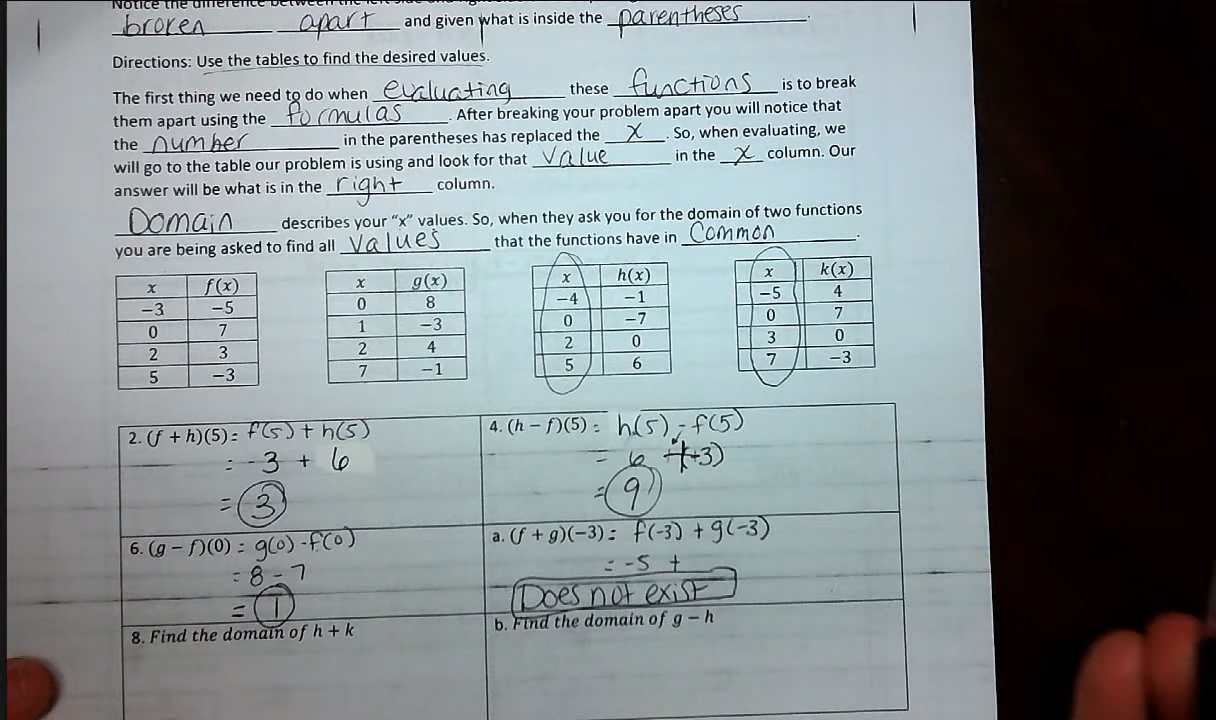 Notice the difference between the left side and
broken apart and given what is inside the parentheses.
Directions: Use the tables to find the desired values.
The first thing we need to do when evaluating these functions is to break
them apart using the formulas. After breaking your problem apart you will notice that
the number in the parentheses has replaced the x. So, when evaluating, we
will go to the table our problem is using and look for that value in the x column. Our
answer will be what is in the right column.
Domain describes your “x” values. So, when they ask you for the domain of two functions
you are being asked to find all values that the functions have in common.
x f(x)
−3 −5
0 7
2 3
5 −3
x g(x)
0 8
1 −3
2 4
7 −1
x h(x)
−4 −1
0 −7
2 0
5 6
x k(x)
−5 4
0 7
3 0
7 −3
2. (f + h)(5) = f(5) + h(5)
= -3 + 6
= 3
4. (h − f)(5) = h(5) - f(5)
= 6 +(+3)
= 9
6. (g − f)(0) = g(0) - f(0)
= 8 - 7
= 1
a. (f + g)(−3) = f(-3) + g(-3)
= -5 +
Does not exist
8. Find the domain of h + k
b. Find the domain of g − h